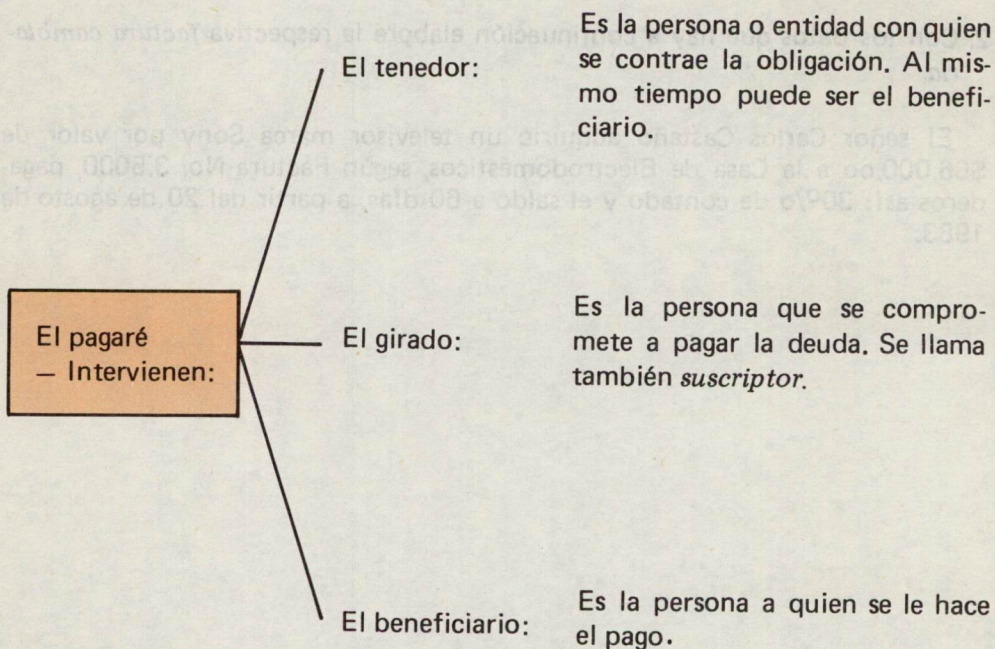 Es la persona o entidad con quien
se contrae la obligación. Al mis-
mo tiempo puede ser el benefi-
ciario.
El tenedor:
El pagaré
— Intervienen:
El girado:
Es la persona que se compro-
mete a pagar la deuda. Se llama
también suscriptor.
El beneficiario:
Es la persona a quien se le hace
el pago.